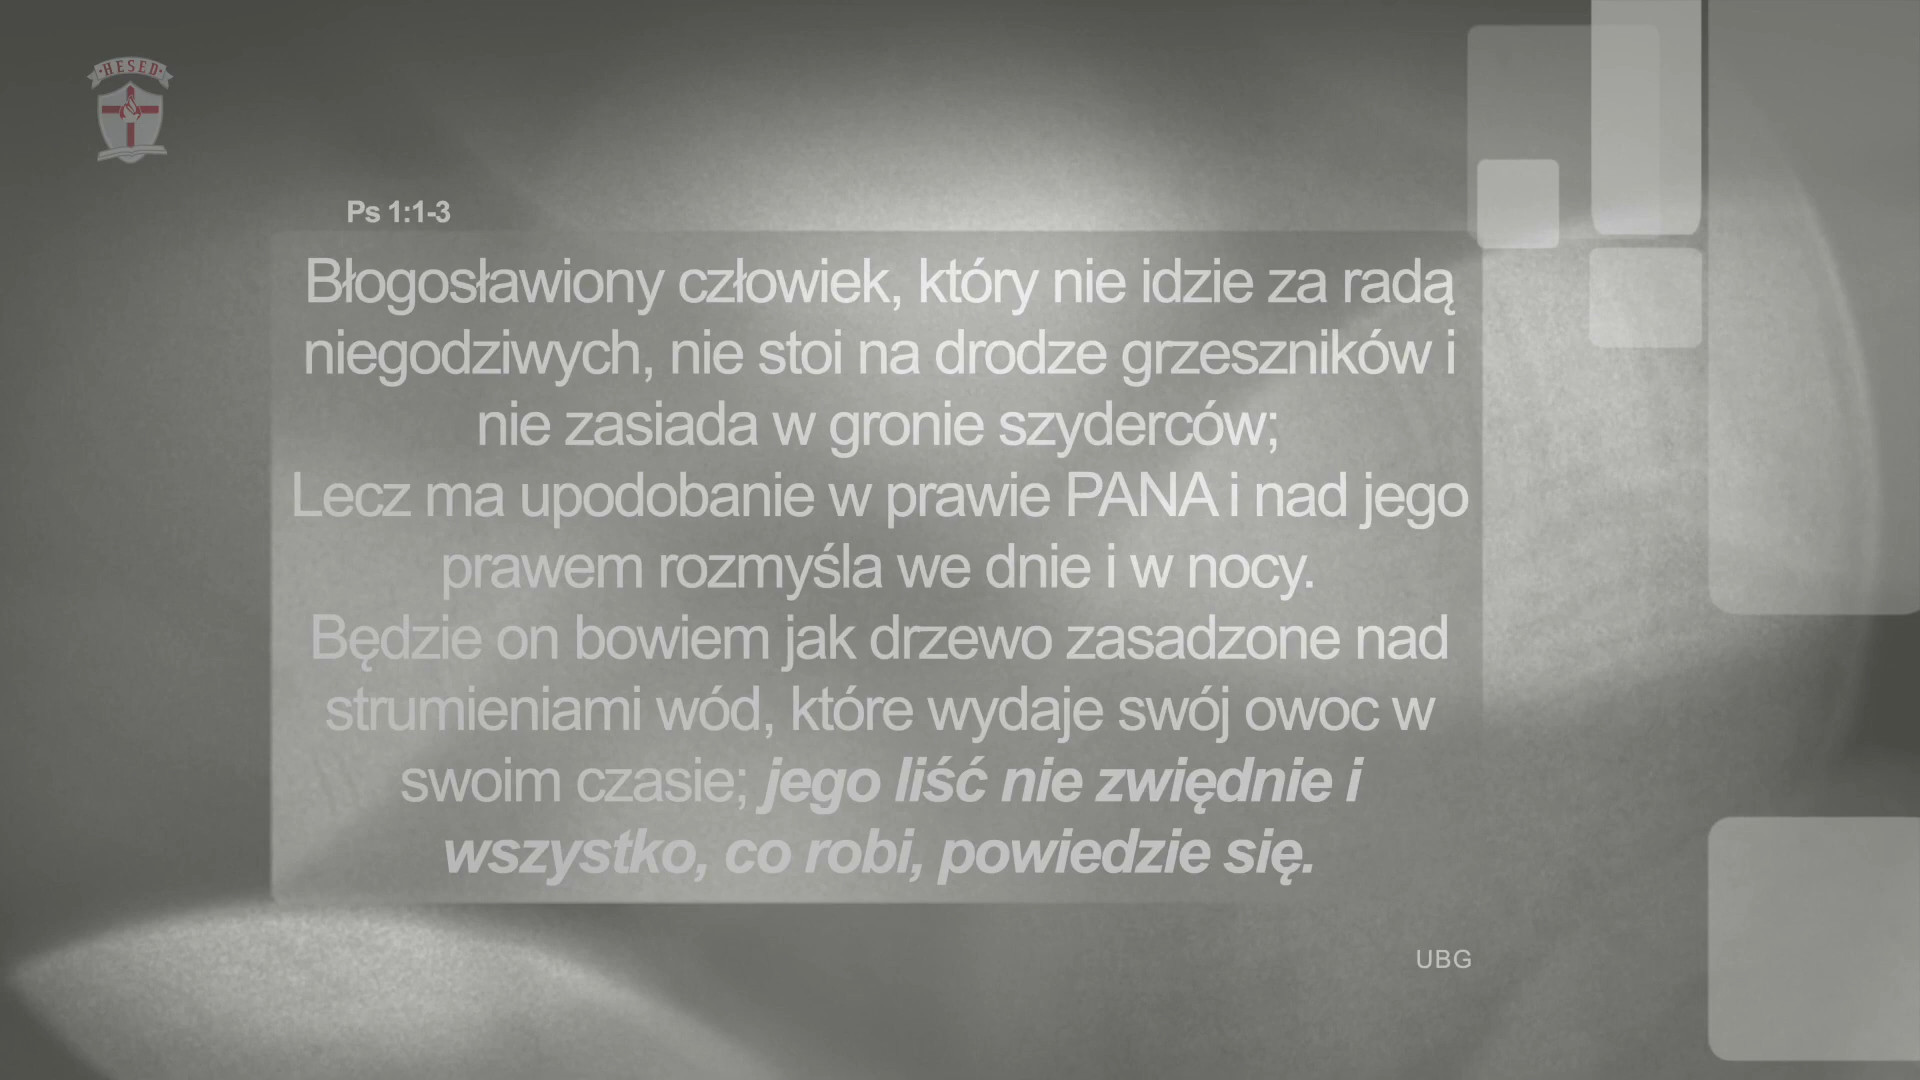 HESED
Ps 1:1-3
Błogosławiony człowiek, który nie idzie za radą
niegodziwych, nie stoi na drodze grzeszników i
nie zasiada w gronie szyderców;
Lecz ma upodobanie w prawie PANA i nad jego
prawem rozmyśla we dnie i w nocy.
Będzie on bowiem jak drzewo zasadzone nad
strumieniami wód, które wydaje swój owoc w
swoim czasie; jego liść nie zwiędnie i
wszystko, co robi, powiedzie się.
UBG